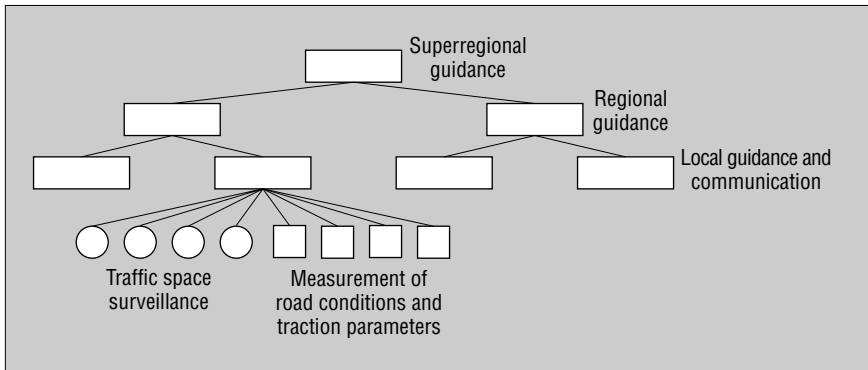 Superregional
guidance
Regional
guidance
Local guidance and
communication
Traffic space
surveillance
Measurement of
road conditions and
traction parameters